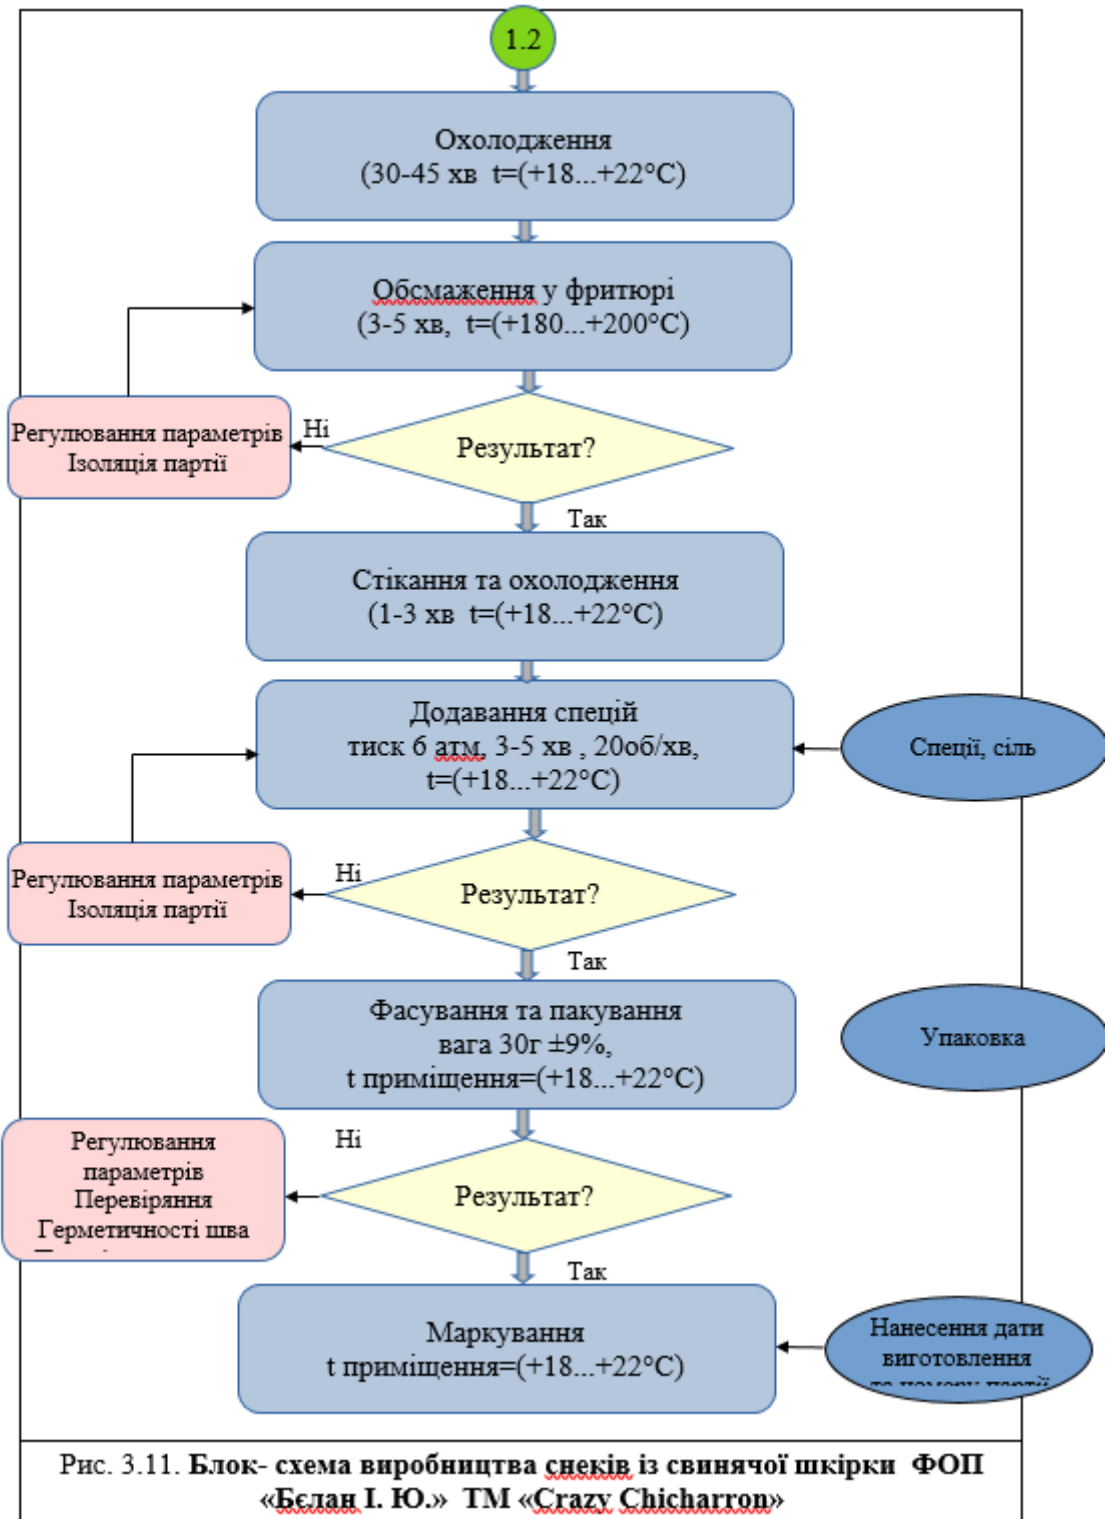 1.2
Охолодження
(30-45 хв t=(+18...+22°С)
Обсмаження у фритюрі
(3-5 хв, t=(+180...+200°С)
Регулювання параметрів
Ізоляція партії
Ні
Результат?
Так
Стікання та охолодження
(1-3 хв t=(+18...+22°С)
Додавання спецій
тиск 6 атм, 3-5 хв , 20об/хв,
t=(+18...+22°С)
Спеції, сіль
Регулювання параметрів
Ізоляція партії
Ні
Результат?
Так
Фасування та пакування
вага 30г ±9%,
t приміщення=(+18...+22°С)
Упаковка
Регулювання
параметрів
Перевіряння
Герметичності шва
Ні
Результат?
Так
Маркування
t приміщення=(+18...+22°С)
Нанесення дати
виготовлення
та номеру партії
Рис. 3.11. Блок- схема виробництва снеків із свинячої шкірки ФОП
«Бєлан І. Ю.» ТМ «Crazy Chicharron»